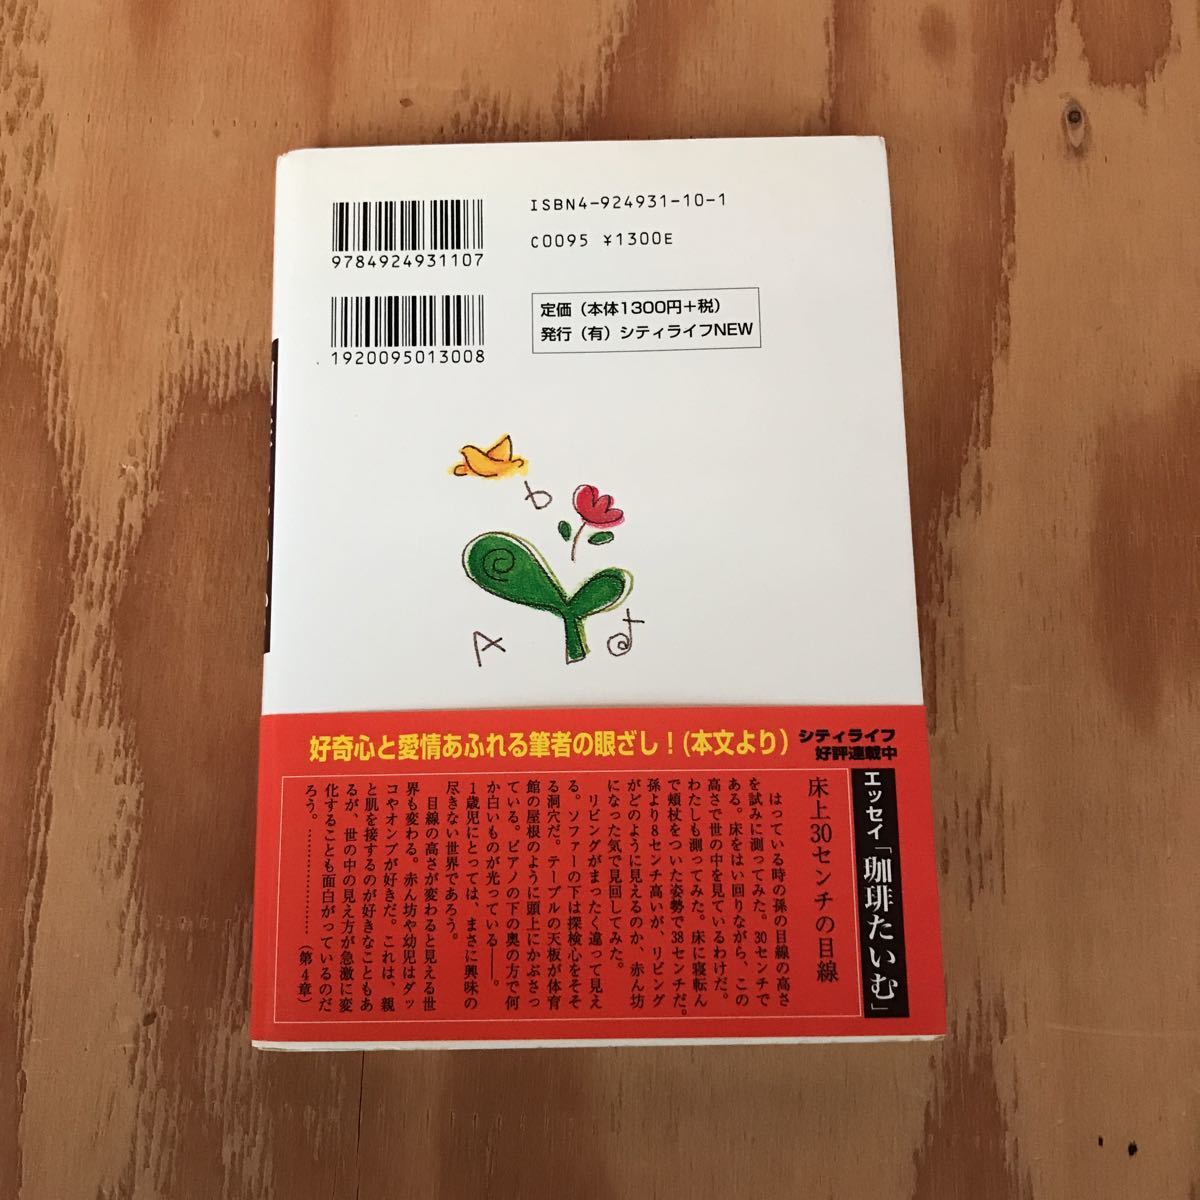 ISBN4-924931-10-1
C0095 ¥1300E
9784924931107
1920095013008
定価（本体1300円＋税）
発行（有）シティライフNEW
b
A
好奇心と愛情あふれる筆者の眼ざし！(本文より)
シティライフ
好評連載中
エッセイ「珈琲たいむ」
床上30センチの目線
はっている時の孫の目線の高さ
を試みに測ってみた。30センチで
ある。床をはい回りながら、この
高さで世の中を見ているわけだ。
わたしも測ってみた。床に寝転ん
で頬杖をついた姿勢で38センチだ。
孫より8センチ高いが、リビング
がどのように見えるのか、赤ん坊
になった気で見回してみた。
リビングがまったく違って見え
る。ソファーの下は探検心をそそ
る洞穴だ。テーブルの天板が体育
館の屋根のように頭上にかぶさっ
ている。ピアノの下の奥の方で何
か白いものが光っている――。
1歳児にとっては、まさに興味の
尽きない世界であろう。
目線の高さが変わると見える世
界も変わる。赤ん坊や幼児はダッ
コやオンブが好きだ。これは、親
と肌を接するのが好きなこともあ
るが、世の中の見え方が急激に変
化することも面白がっているのだ
ろう。……………………（第4章）